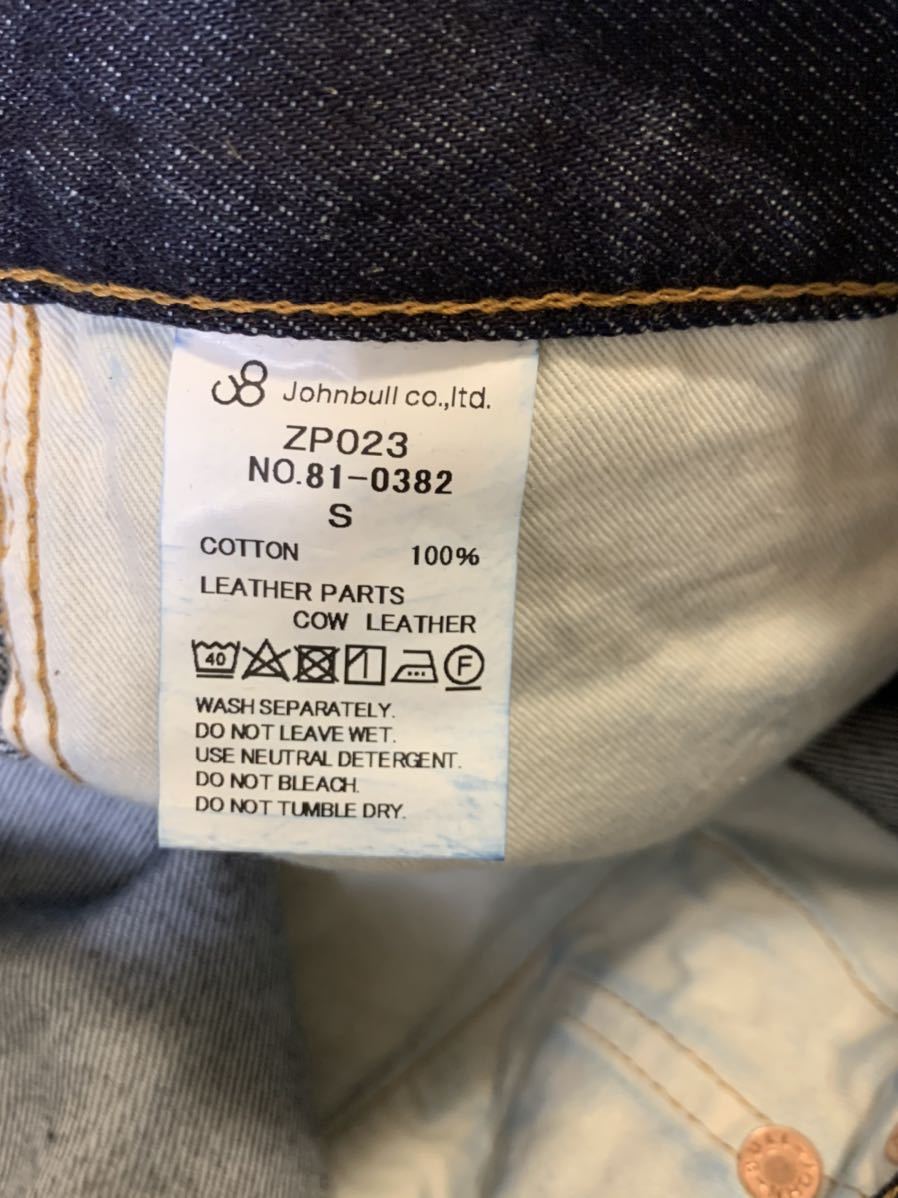 Johnbull co.,ltd.
ZP023
NO.81-0382
S
COTTON 100%
LEATHER PARTS
COW LEATHER
40
F
WASH SEPARATELY.
DO NOT LEAVE WET.
USE NEUTRAL DETERGENT.
DO NOT BLEACH.
DO NOT TUMBLE DRY.